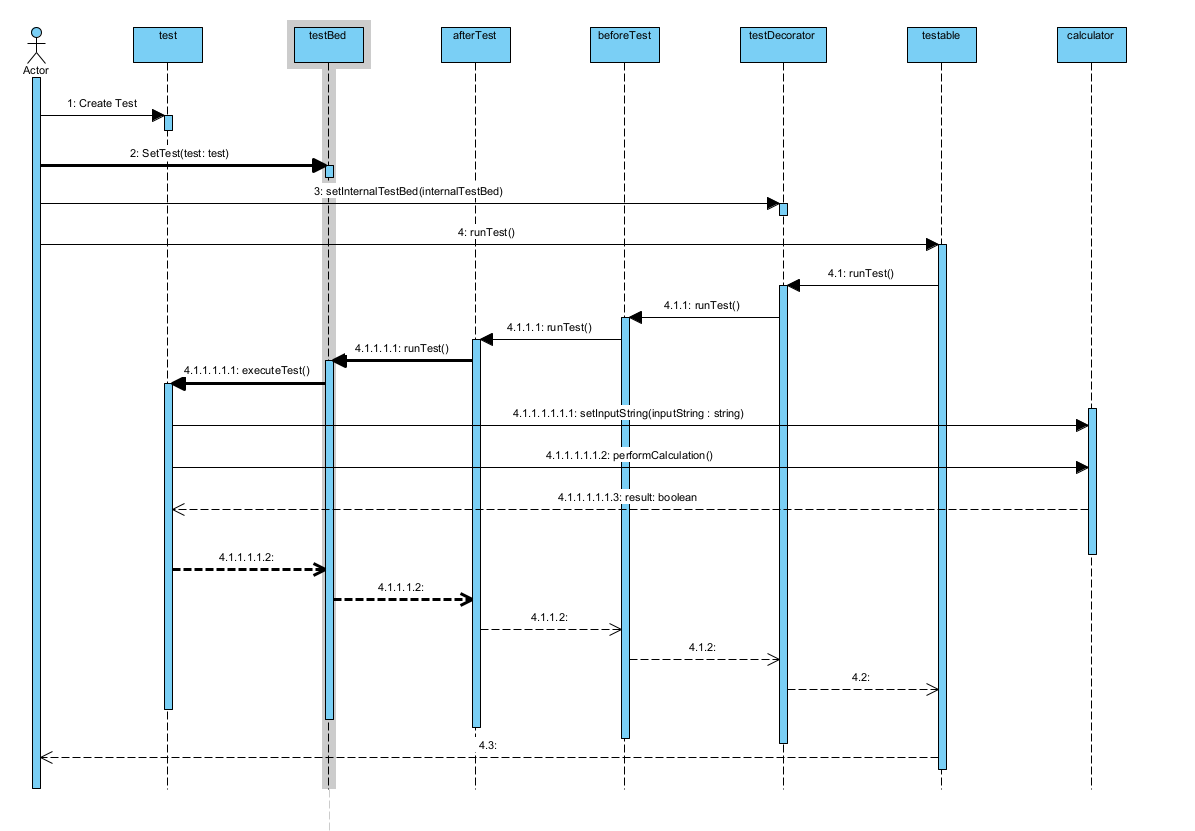 test
testBed
afterTest
beforeTest
testDecorator
testable
calculator
Actor
1: Create Test
2: SetTest(test: test)
3: setInternalTestBed(internalTestBed)
4: runTest()
4.1: runTest()
4.1.1: runTest()
4.1.1.1: runTest()
4.1.1.1.1: runTest()
4.1.1.1.1.1: executeTest()
4.1.1.1.1.1.1: setInputString(inputString : string)
4.1.1.1.1.1.2: performCalculation()
4.1.1.1.1.1.3: result: boolean
4.1.1.1.1.2:
4.1.1.1.2:
4.1.1.2:
4.1.2:
4.2:
4.3: